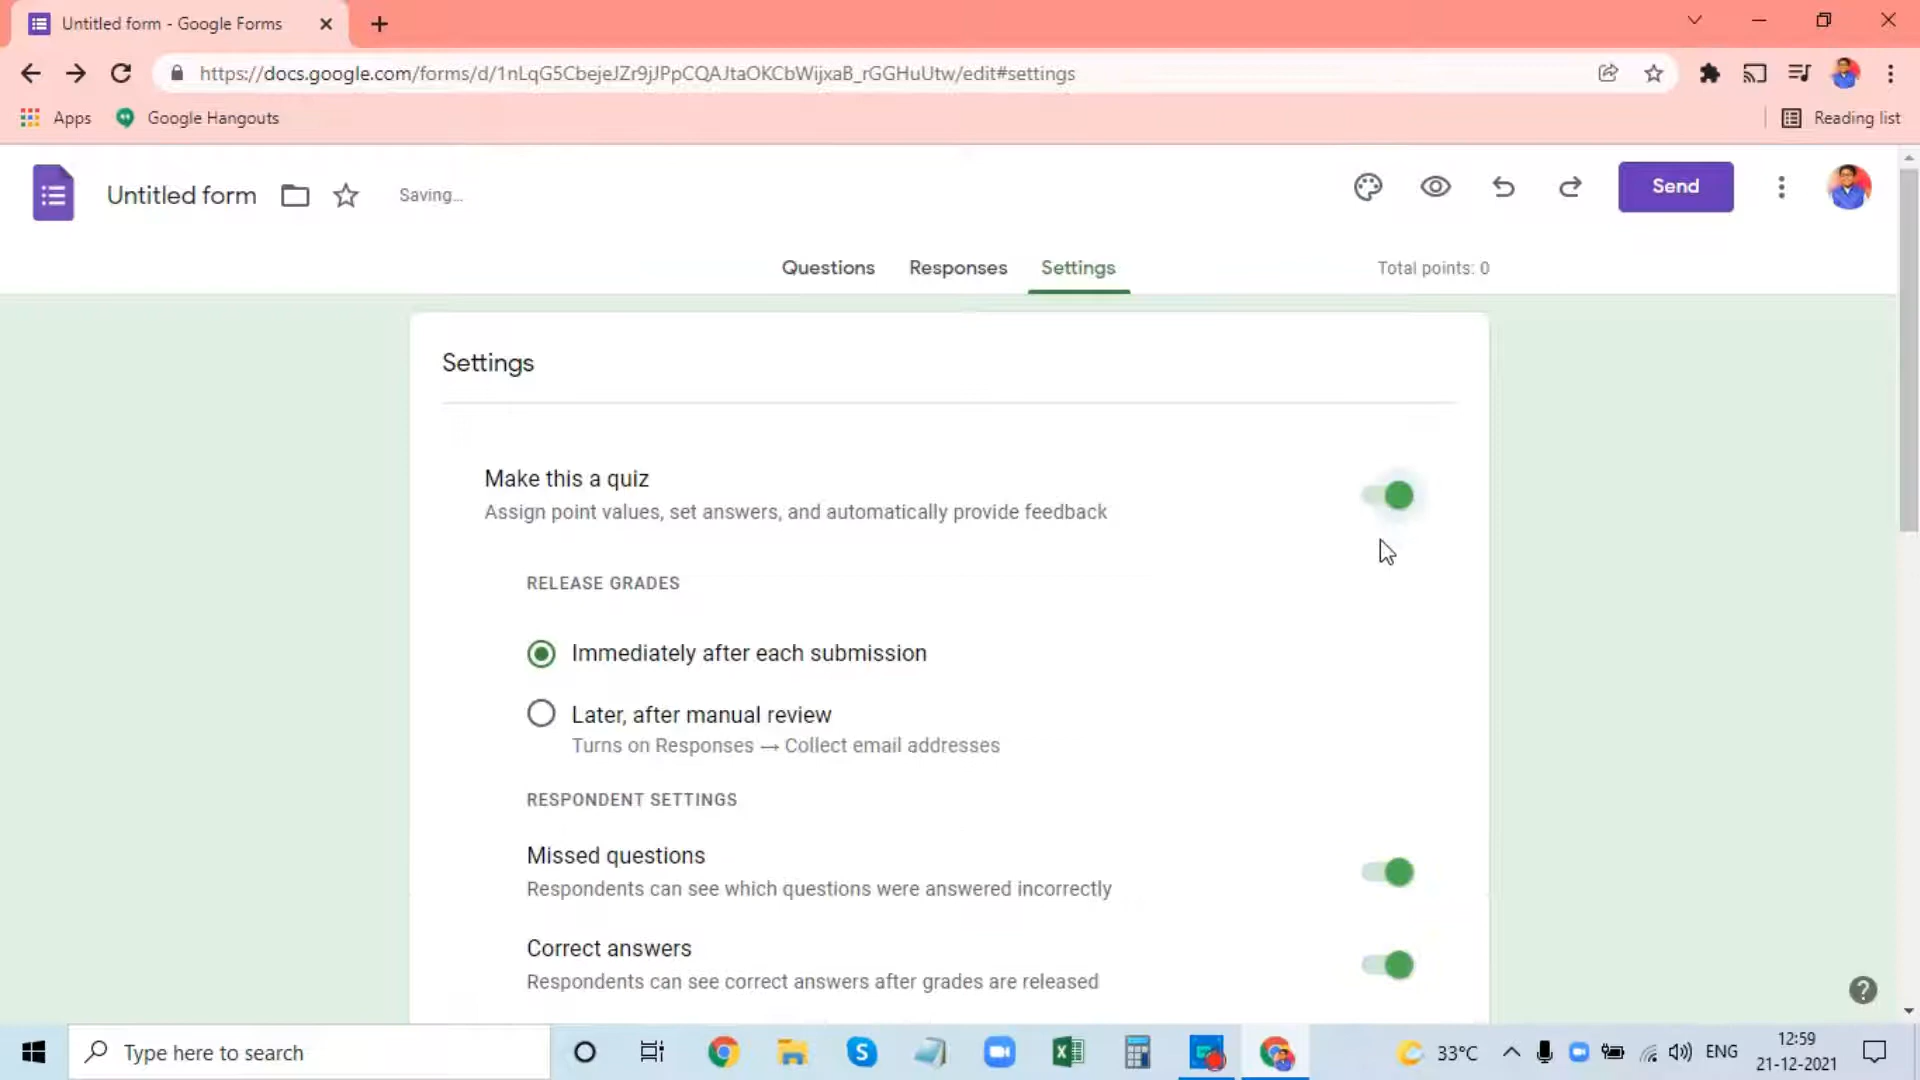 Untitled form - Google Forms
https://docs.google.com/forms/d/1nLqG5CbejeJZr9jJPpCQAJtaOKCbWijxaB_rGGHuUtw/edit#settings
Apps
Google Hangouts
Reading list
Untitled form
Saving...
Send
Questions
Responses
Settings
Total points: 0
Settings
Make this a quiz
Assign point values, set answers, and automatically provide feedback
RELEASE GRADES
Immediately after each submission
Later, after manual review
Turns on Responses → Collect email addresses
RESPONDENT SETTINGS
Missed questions
Respondents can see which questions were answered incorrectly
Correct answers
Respondents can see correct answers after grades are released
Type here to search
33°C
ENG
12:59
21-12-2021